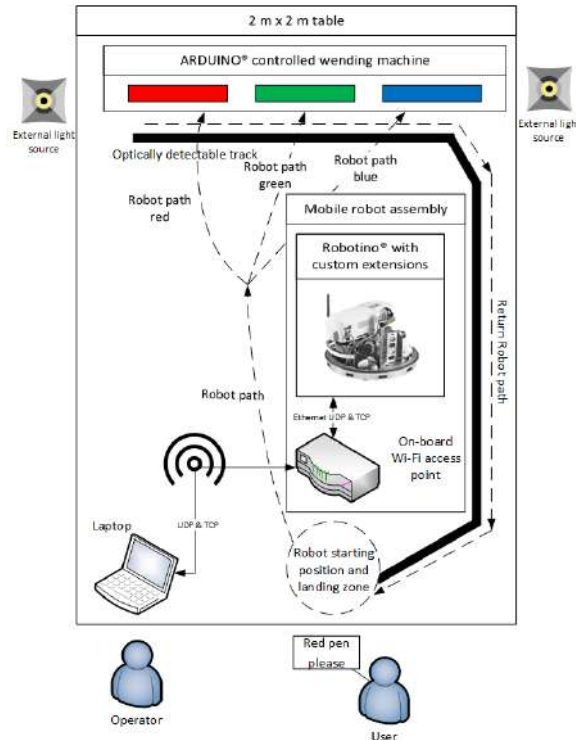 2 m x 2 m table
ARDUINO® controlled wending machine
External light
source
External light
source
Optically detectable track
Robot path
red
Robot path
green
Robot path
blue
Mobile robot assembly
Robotino® with
custom extensions
Return Robot path
Robot path
Ethernet UDP & TCP
On-board
Wi-Fi access
point
Laptop
UDP & TCP
Robot starting
position and
landing zone
Red pen
please
Operator
User